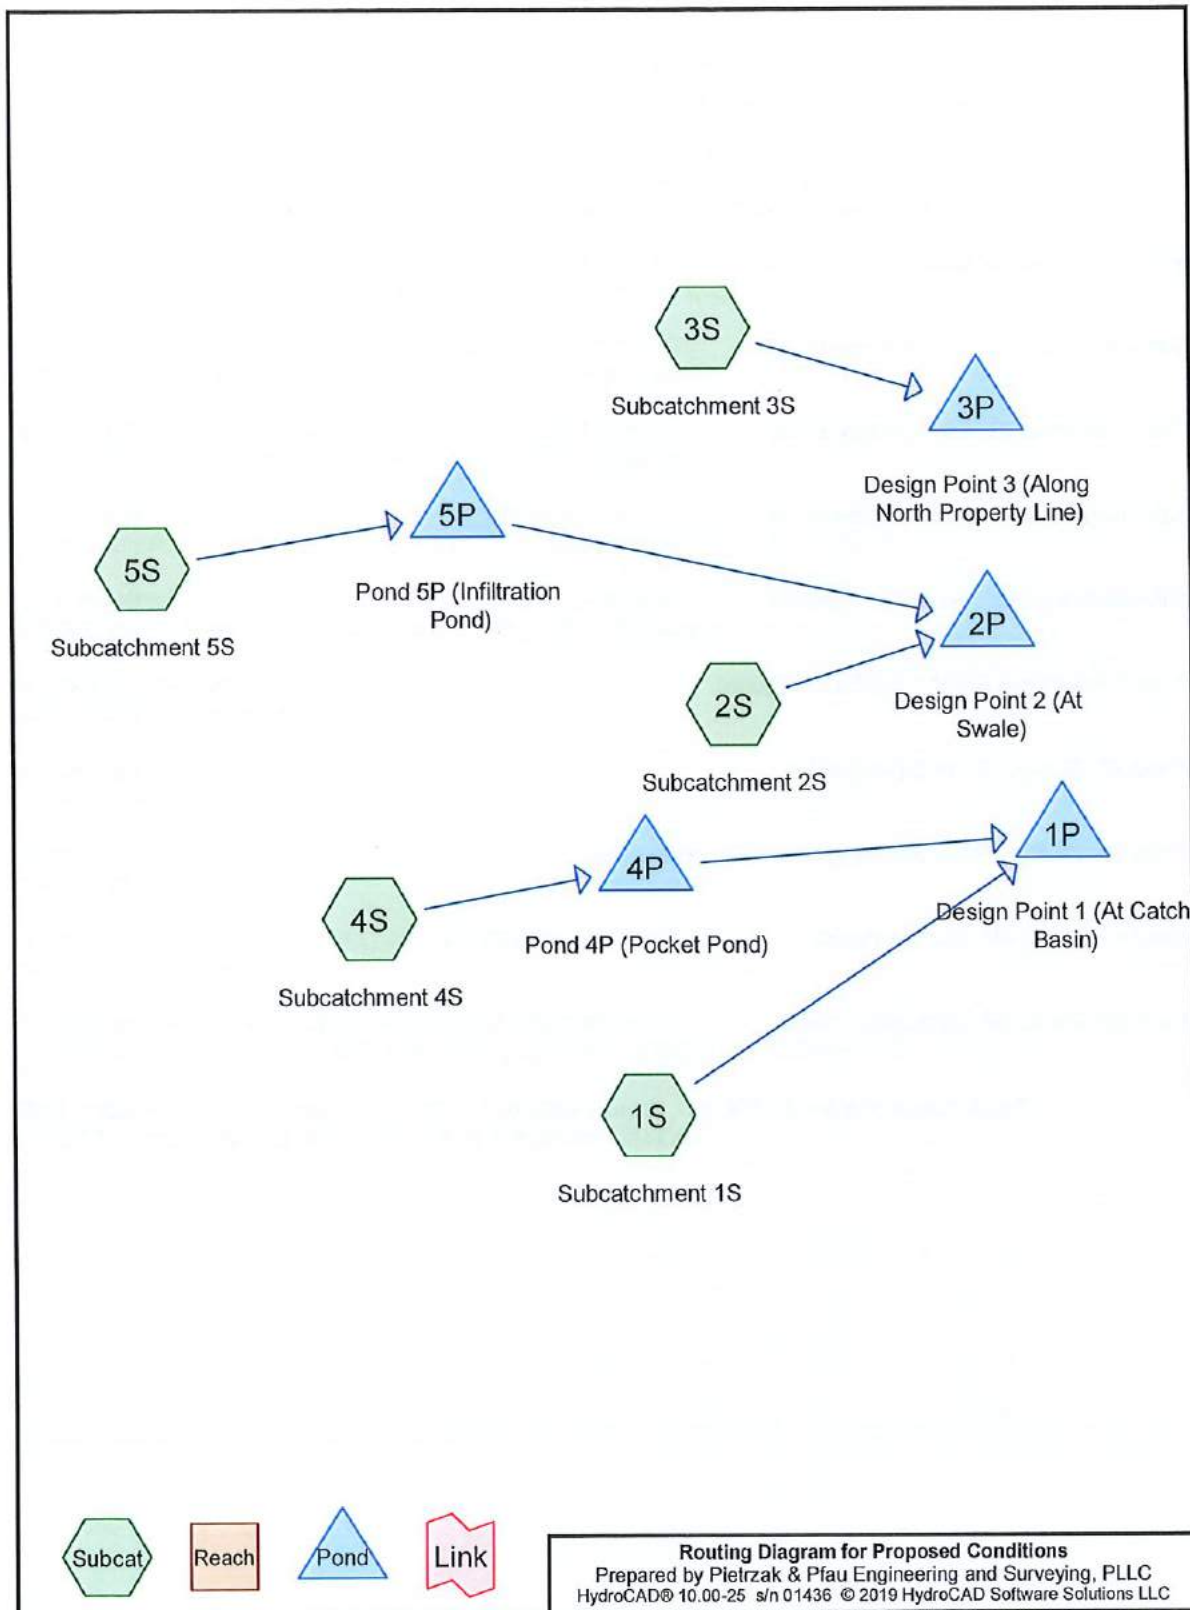 3S
Subcatchment 3S
3P
Design Point 3 (Along
North Property Line)
5S
Subcatchment 5S
5P
Pond 5P (Infiltration
Pond)
2P
Design Point 2 (At
Swale)
2S
Subcatchment 2S
4S
Subcatchment 4S
4P
Pond 4P (Pocket Pond)
1P
Design Point 1 (At Catch
Basin)
1S
Subcatchment 1S
Subcat
Reach
Pond
Link
Routing Diagram for Proposed Conditions
Prepared by Pietrzak & Pfau Engineering and Surveying, PLLC
HydroCAD® 10.00-25 s/n 01436 © 2019 HydroCAD Software Solutions LLC